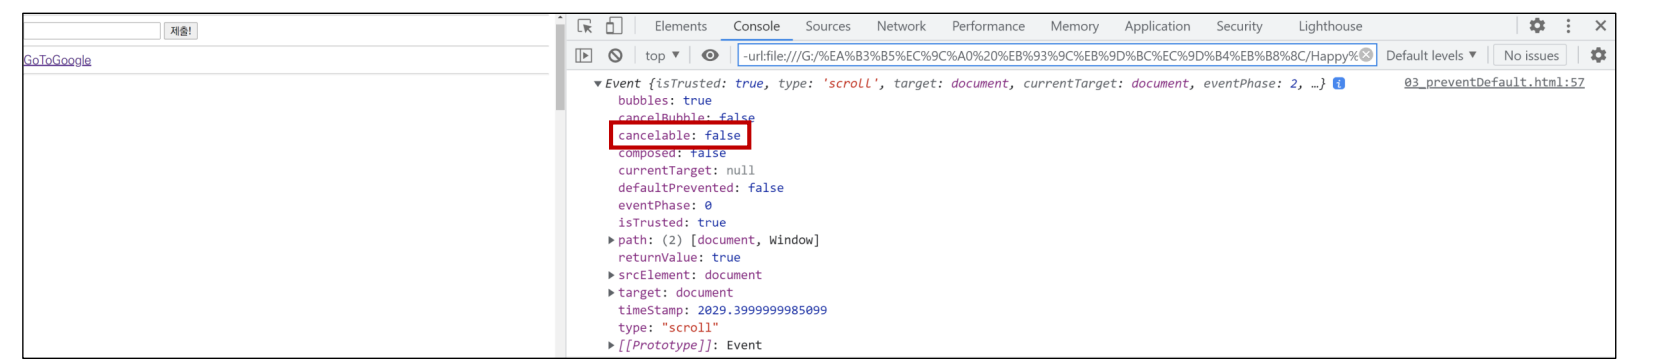 제출!
GoToGoogle
Elements Console Sources Network Performance Memory Application Security Lighthouse
top ▼ -url:file:///G:/%EA%B3%B5%EC%9C%A0%20%EB%93%9C%EB%9D%BC%EC%9D%B4%EB%B8%8C/Happy% Default levels ▼ No issues
▼Event {isTrusted: true, type: 'scroll', target: document, currentTarget: document, eventPhase: 2, …} i 03_preventDefault.html:57
bubbles: true
cancelBubble: false
cancelable: false
composed: false
currentTarget: null
defaultPrevented: false
eventPhase: 0
isTrusted: true
▶path: (2) [document, Window]
returnValue: true
▶srcElement: document
▶target: document
timeStamp: 2029.3999999985099
type: "scroll"
▶[[Prototype]]: Event